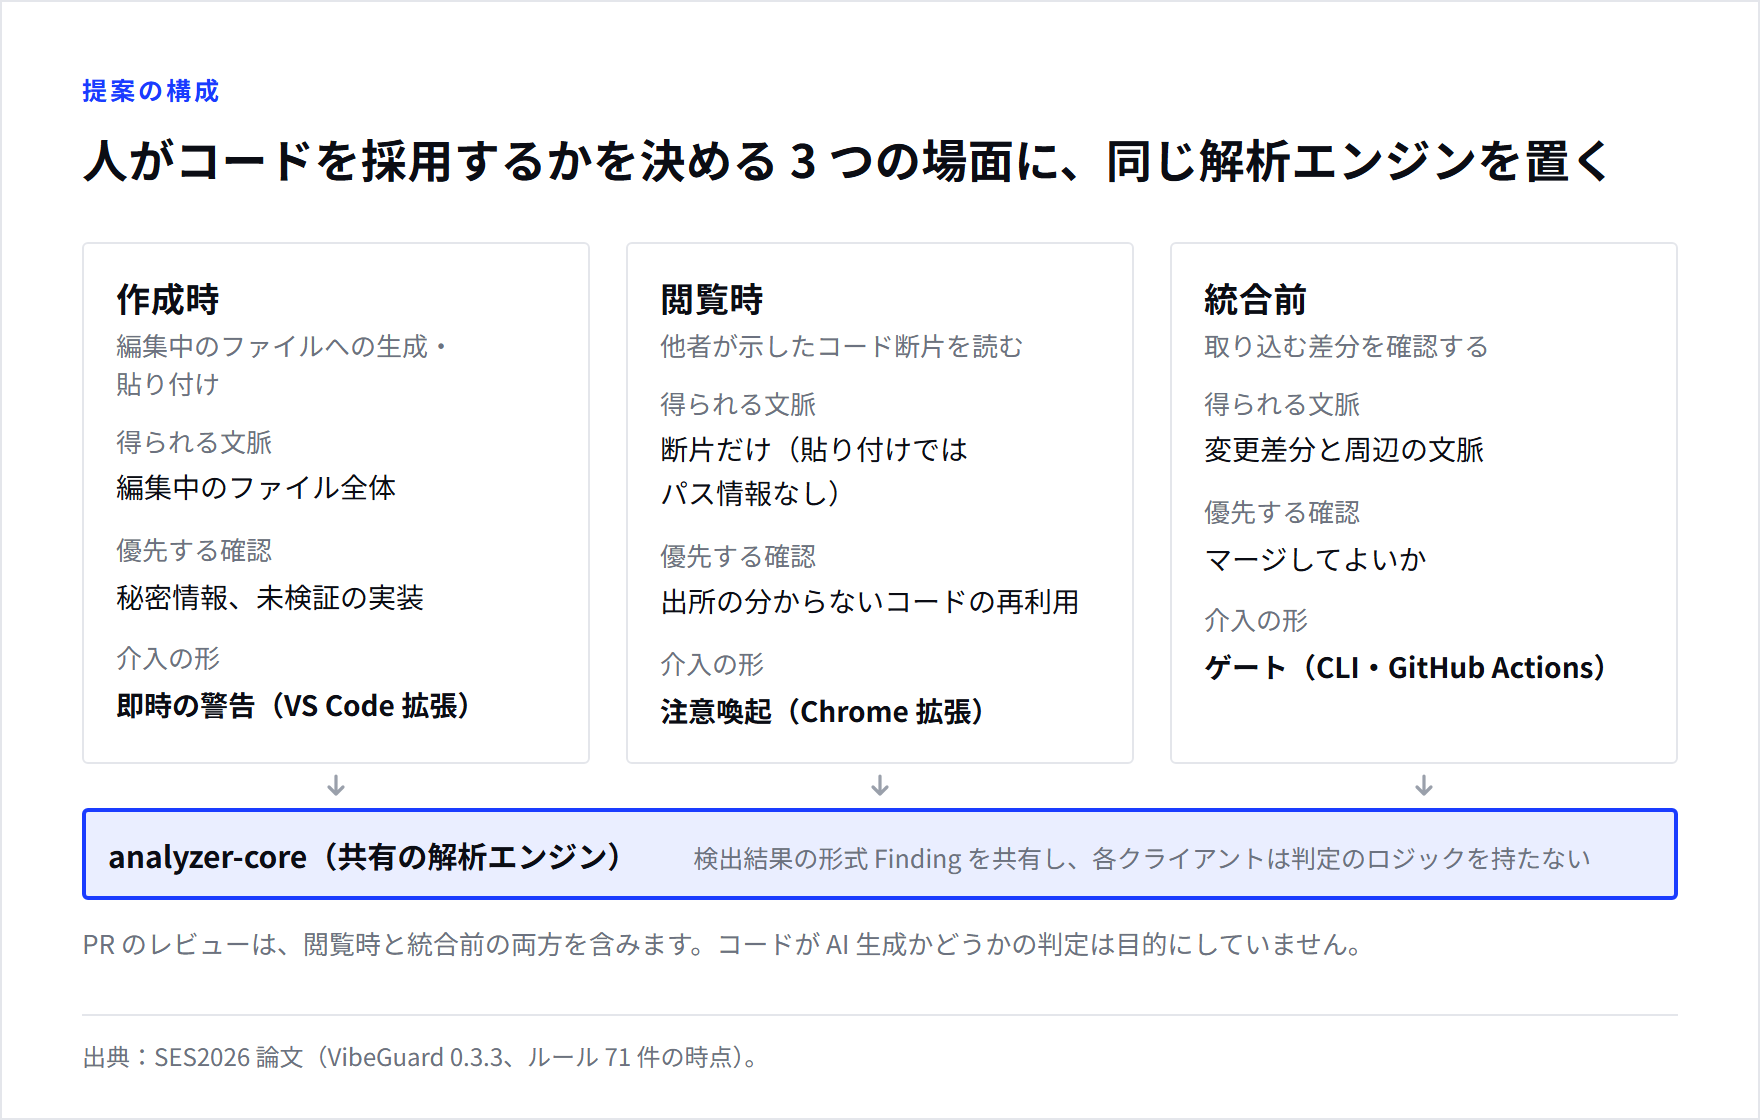 提案の構成
人がコードを採用するかを決める 3 つの場面に、同じ解析エンジンを置く
作成時
編集中のファイルへの生成・
貼り付け
得られる文脈
編集中のファイル全体
優先する確認
秘密情報、未検証の実装
介入の形
即時の警告（VS Code 拡張）
閲覧時
他者が示したコード断片を読む
得られる文脈
断片だけ（貼り付けでは
パス情報なし）
優先する確認
出所の分からないコードの再利用
介入の形
注意喚起（Chrome 拡張）
統合前
取り込む差分を確認する
得られる文脈
変更差分と周辺の文脈
優先する確認
マージしてよいか
介入の形
ゲート（CLI・GitHub Actions）
analyzer-core（共有の解析エンジン）
検出結果の形式 Finding を共有し、各クライアントは判定のロジックを持たない
PR のレビューは、閲覧時と統合前の両方を含みます。コードが AI 生成かどうかの判定は目的にしていません。
出典：SES2026 論文（VibeGuard 0.3.3、ルール 71 件の時点）。